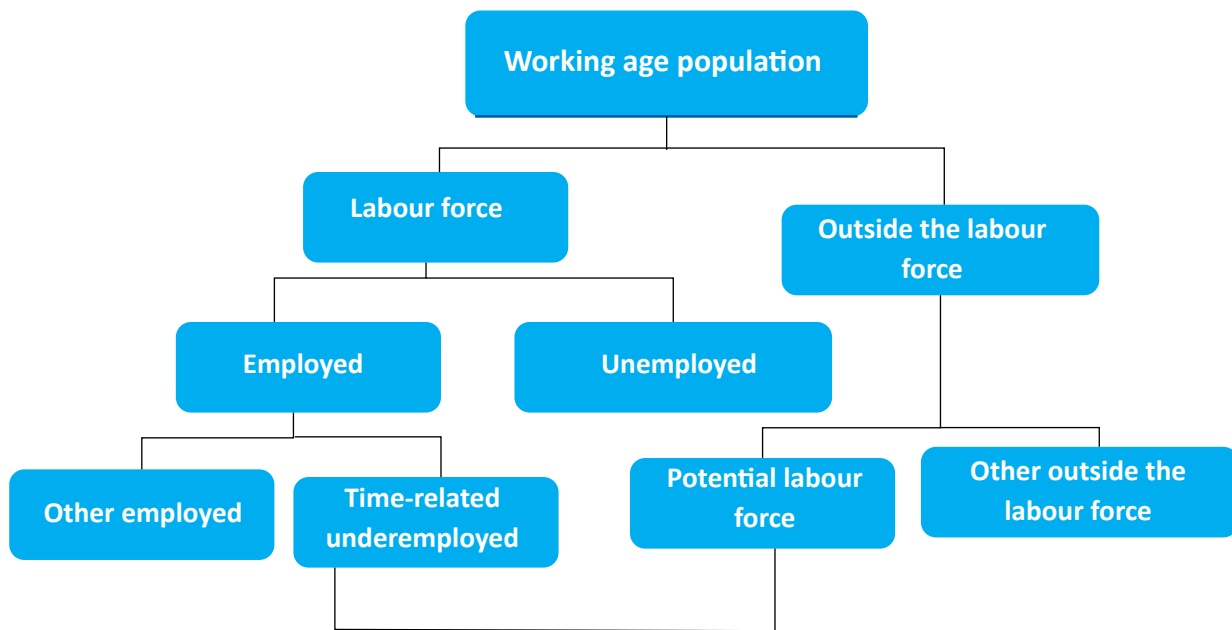 Working age population
Labour force
Outside the labour
force
Employed
Unemployed
Other employed
Time-related
underemployed
Potential labour
force
Other outside the
labour force